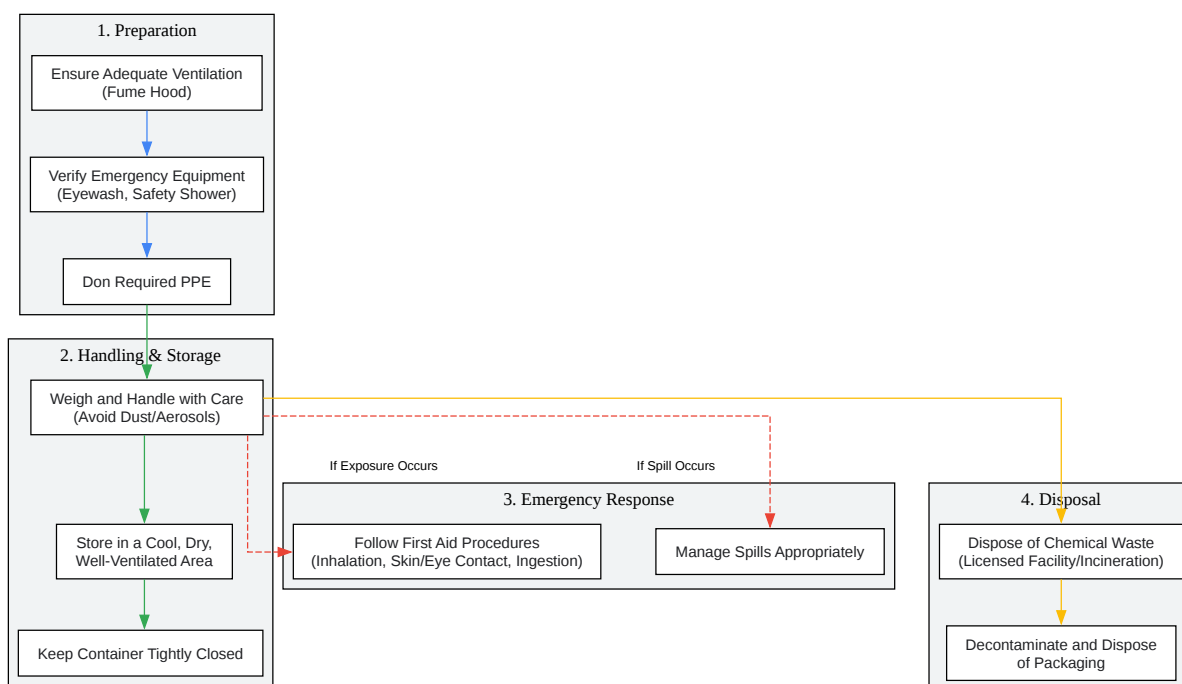 1. Preparation
Ensure Adequate Ventilation
(Fume Hood)
Verify Emergency Equipment
(Eyewash, Safety Shower)
Don Required PPE
2. Handling & Storage
Weigh and Handle with Care
(Avoid Dust/Aerosols)
Store in a Cool, Dry,
Well-Ventilated Area
Keep Container Tightly Closed
If Exposure Occurs
If Spill Occurs
3. Emergency Response
Follow First Aid Procedures
(Inhalation, Skin/Eye Contact, Ingestion)
Manage Spills Appropriately
4. Disposal
Dispose of Chemical Waste
(Licensed Facility/Incineration)
Decontaminate and Dispose
of Packaging